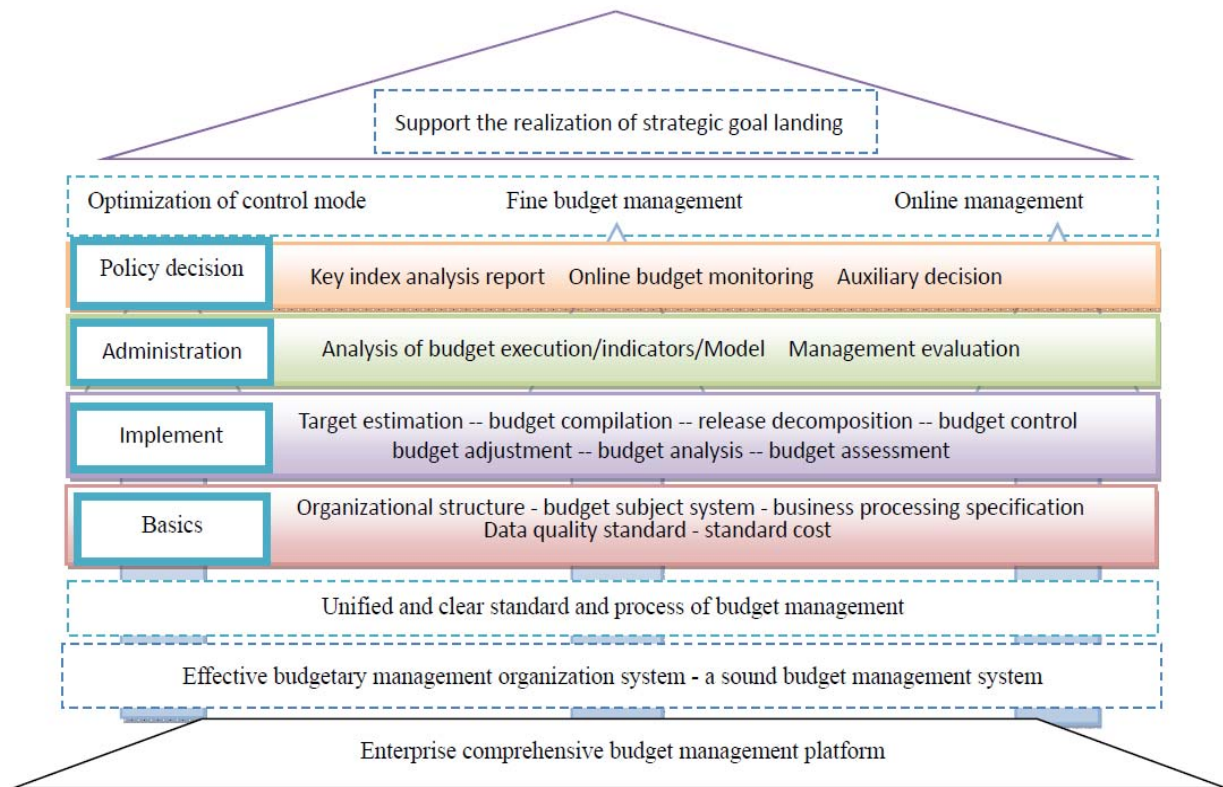 Support the realization of strategic goal landing
Optimization of control mode
Fine budget management
Online management
Policy decision
Key index analysis report Online budget monitoring Auxiliary decision
Administration
Analysis of budget execution/indicators/Model Management evaluation
Implement
Target estimation -- budget compilation -- release decomposition -- budget control
budget adjustment -- budget analysis -- budget assessment
Basics
Organizational structure - budget subject system - business processing specification
Data quality standard - standard cost
Unified and clear standard and process of budget management
Effective budgetary management organization system - a sound budget management system
Enterprise comprehensive budget management platform